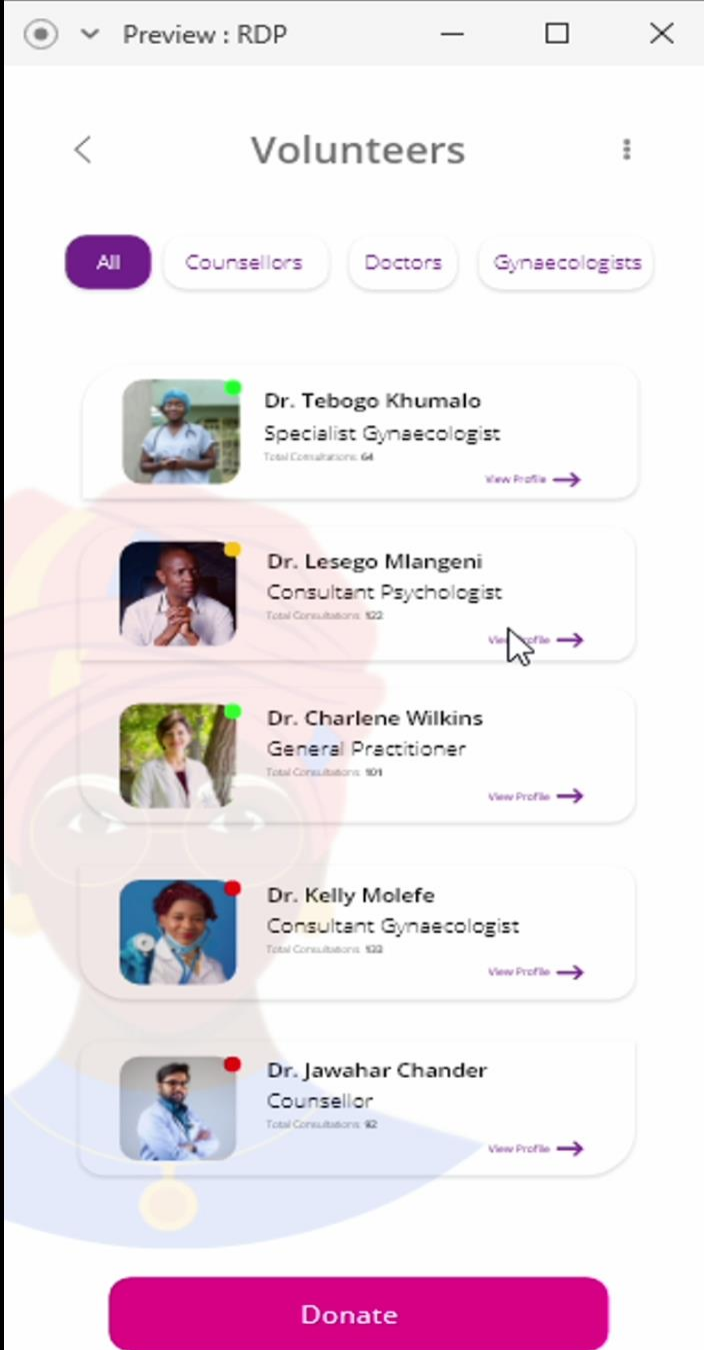 Preview : RDP
Volunteers
All Counsellors Doctors Gynaecologists
Dr. Tebogo Khumalo
Specialist Gynaecologist
Total Consultations: 64
View Profile
Dr. Lesego Mlangeni
Consultant Psychologist
Total Consultations: 122
View Profile
Dr. Charlene Wilkins
General Practitioner
Total Consultations: 101
View Profile
Dr. Kelly Molefe
Consultant Gynaecologist
Total Consultations:
View Profile
Dr. Jawahar Chander
Counsellor
Total Consultations: 92
View Profile
Donate